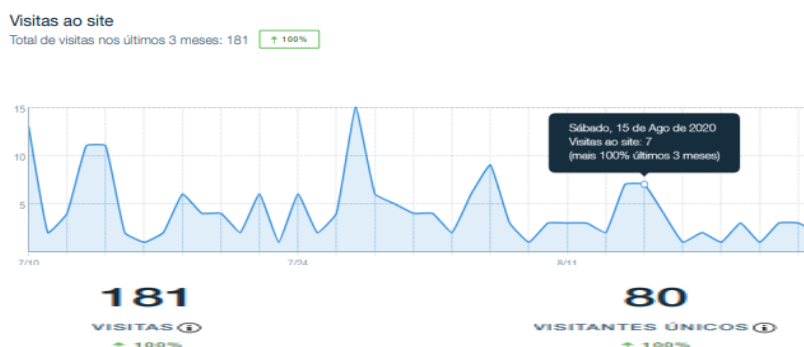 Visitas ao site
Total de visitas nos últimos 3 meses: 181 ↑ 100%
15
Sábado, 15 de Ago de 2020
Visitas ao site: 7
(mais 100% últimos 3 meses)
10
5
7/10 7/24 8/11
181 80
VISITAS VISITANTES ÚNICOS
↑ 100% ↑ 100%